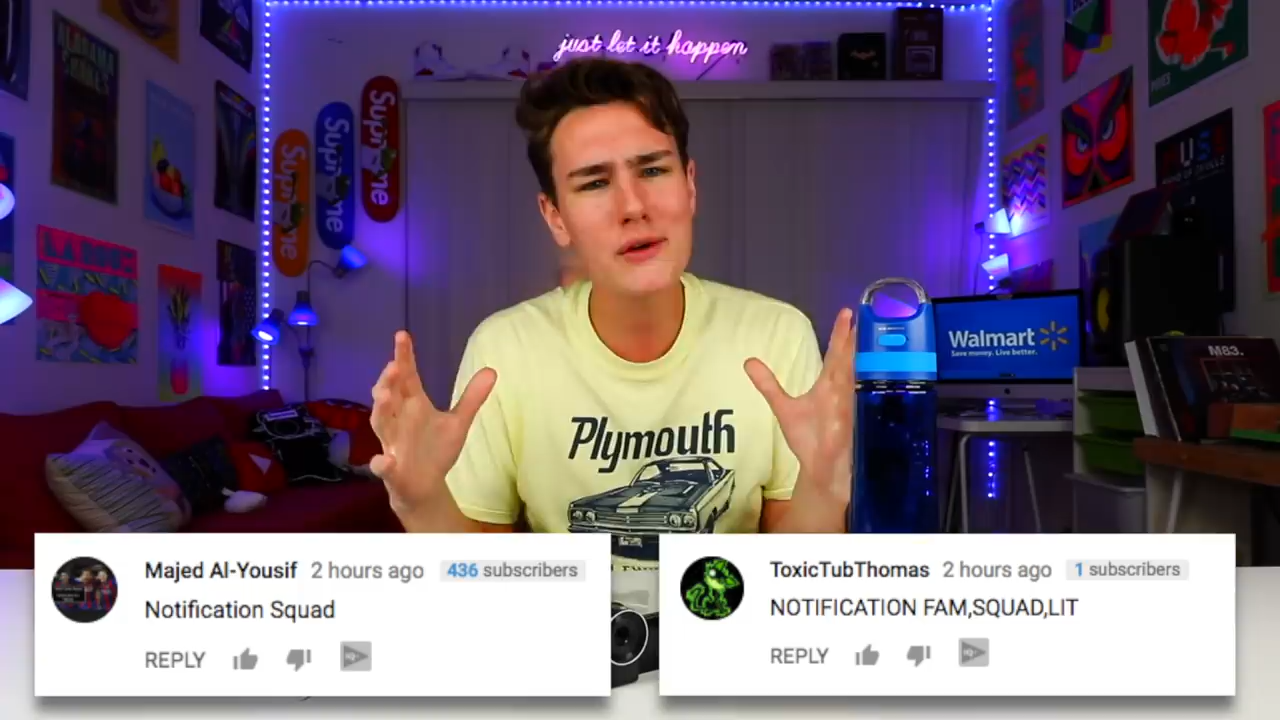 just let it happen
Supreme
Supreme
Supreme
MUSE
Walmart
Save money. Live better.
M83.
Plymouth
Majed Al-Yousif 2 hours ago 436 subscribers
Notification Squad
REPLY
ToxicTubThomas 2 hours ago 1 subscribers
NOTIFICATION FAM,SQUAD,LIT
REPLY